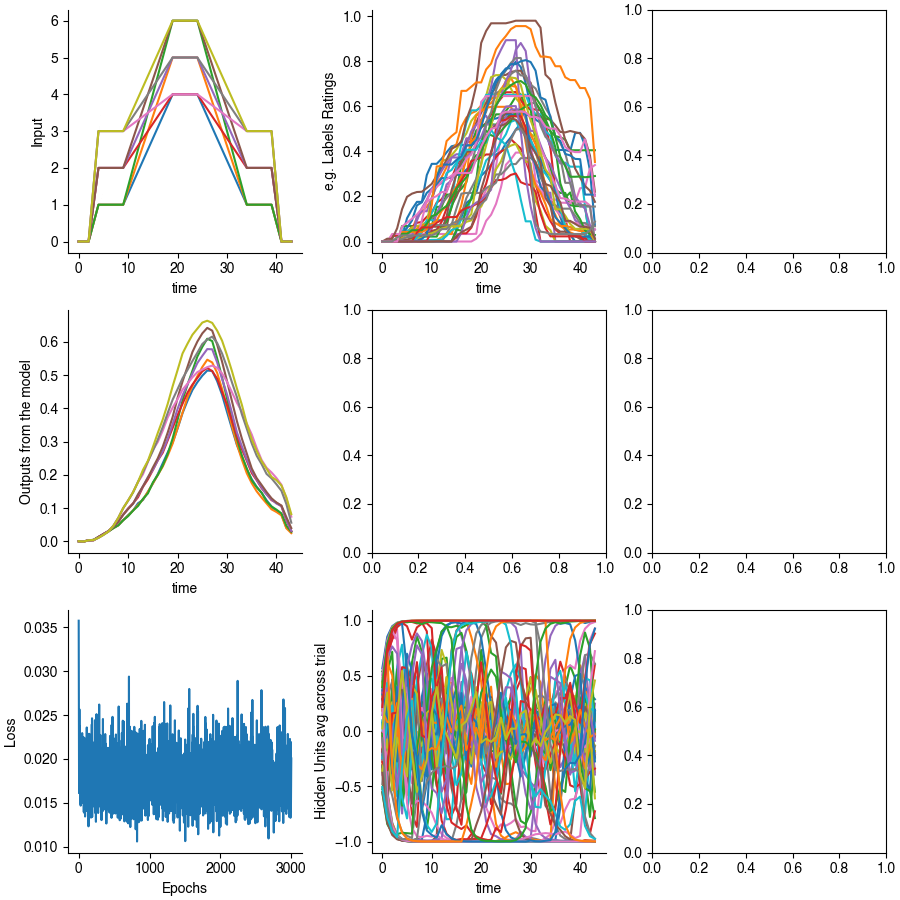 6
5
4
3
2
1
0
Input
0 10 20 30 40
time
1.0
0.8
0.6
0.4
0.2
0.0
e.g. Labels Ratings
0 10 20 30 40
time
1.0
0.8
0.6
0.4
0.2
0.0
0.0 0.2 0.4 0.6 0.8 1.0
0.6
0.5
0.4
0.3
0.2
0.1
0.0
Outputs from the model
0 10 20 30 40
time
1.0
0.8
0.6
0.4
0.2
0.0
0.0 0.2 0.4 0.6 0.8 1.0
1.0
0.8
0.6
0.4
0.2
0.0
0.0 0.2 0.4 0.6 0.8 1.0
0.035
0.030
0.025
0.020
0.015
0.010
Loss
0 1000 2000 3000
Epochs
1.0
0.5
0.0
−0.5
−1.0
Hidden Units avg across trial
0 10 20 30 40
time
1.0
0.8
0.6
0.4
0.2
0.0
0.0 0.2 0.4 0.6 0.8 1.0